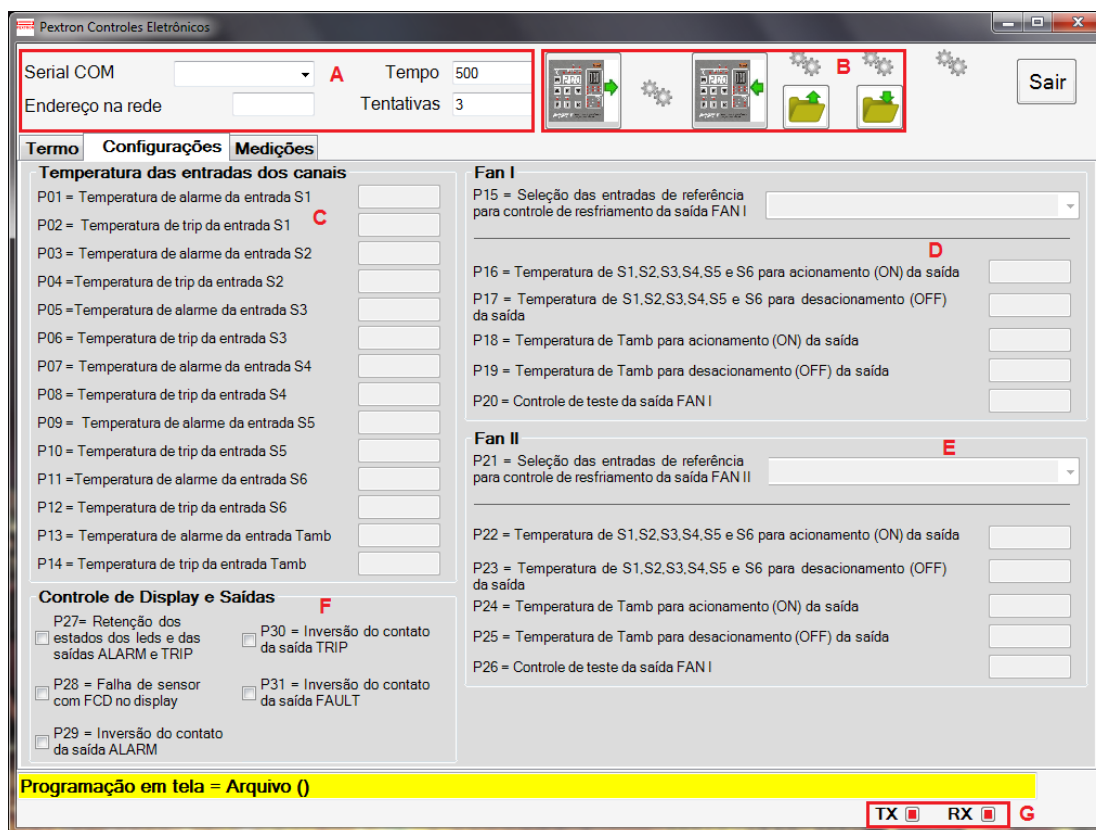 Pextron Controles Eletrônicos
Serial COM
A
Tempo
500
Endereço na rede
Tentativas
3
B
Sair
Termo
Configurações
Medições
Temperatura das entradas dos canais
P01 = Temperatura de alarme da entrada S1
P02 = Temperatura de trip da entrada S1
C
P03 = Temperatura de alarme da entrada S2
P04 =Temperatura de trip da entrada S2
P05 =Temperatura de alarme da entrada S3
P06 = Temperatura de trip da entrada S3
P07 = Temperatura de alarme da entrada S4
P08 = Temperatura de trip da entrada S4
P09 = Temperatura de alarme da entrada S5
P10 = Temperatura de trip da entrada S5
P11 =Temperatura de alarme da entrada S6
P12 = Temperatura de trip da entrada S6
P13 = Temperatura de alarme da entrada Tamb
P14 = Temperatura de trip da entrada Tamb
Controle de Display e Saídas
F
P27= Retenção dos
estados dos leds e das
saídas ALARM e TRIP
P30 = Inversão do contato
da saída TRIP
P28 = Falha de sensor
com FCD no display
P31 = Inversão do contato
da saída FAULT
P29 = Inversão do contato
da saída ALARM
Fan I
P15 = Seleção das entradas de referência
para controle de resfriamento da saída FAN I
D
P16 = Temperatura de S1,S2,S3,S4,S5 e S6 para acionamento (ON) da saída
P17 = Temperatura de S1,S2,S3,S4,S5 e S6 para desacionamento (OFF)
da saída
P18 = Temperatura de Tamb para acionamento (ON) da saída
P19 = Temperatura de Tamb para desacionamento (OFF) da saída
P20 = Controle de teste da saída FAN I
Fan II
E
P21 = Seleção das entradas de referência
para controle de resfriamento da saída FAN II
P22 = Temperatura de S1,S2,S3,S4,S5 e S6 para acionamento (ON) da saída
P23 = Temperatura de S1,S2,S3,S4,S5 e S6 para desacionamento (OFF)
da saída
P24 = Temperatura de Tamb para acionamento (ON) da saída
P25 = Temperatura de Tamb para desacionamento (OFF) da saída
P26 = Controle de teste da saída FAN I
Programação em tela = Arquivo ()
TX
RX
G